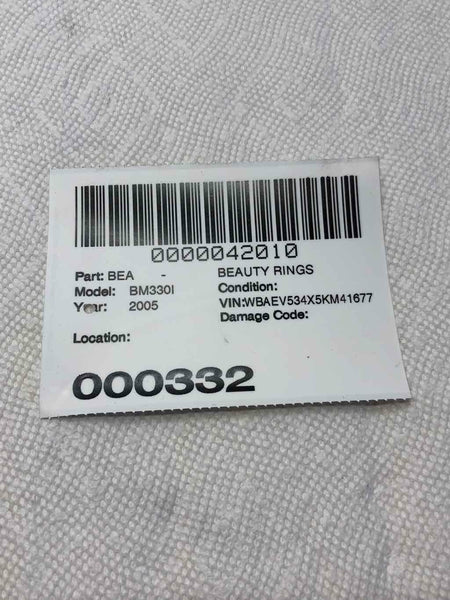 0000042010
Part: BEA - BEAUTY RINGS
Model: BM330I Condition:
Year: 2005 VIN:WBAEV534X5KM41677
Damage Code:
Location:
000332